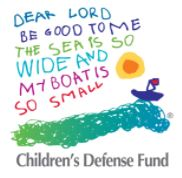 DEAR LORD
BE GOOD TO ME
THE SEA IS SO
WIDE AND
MY BOAT IS
SO SMALL
®
Children's Defense Fund